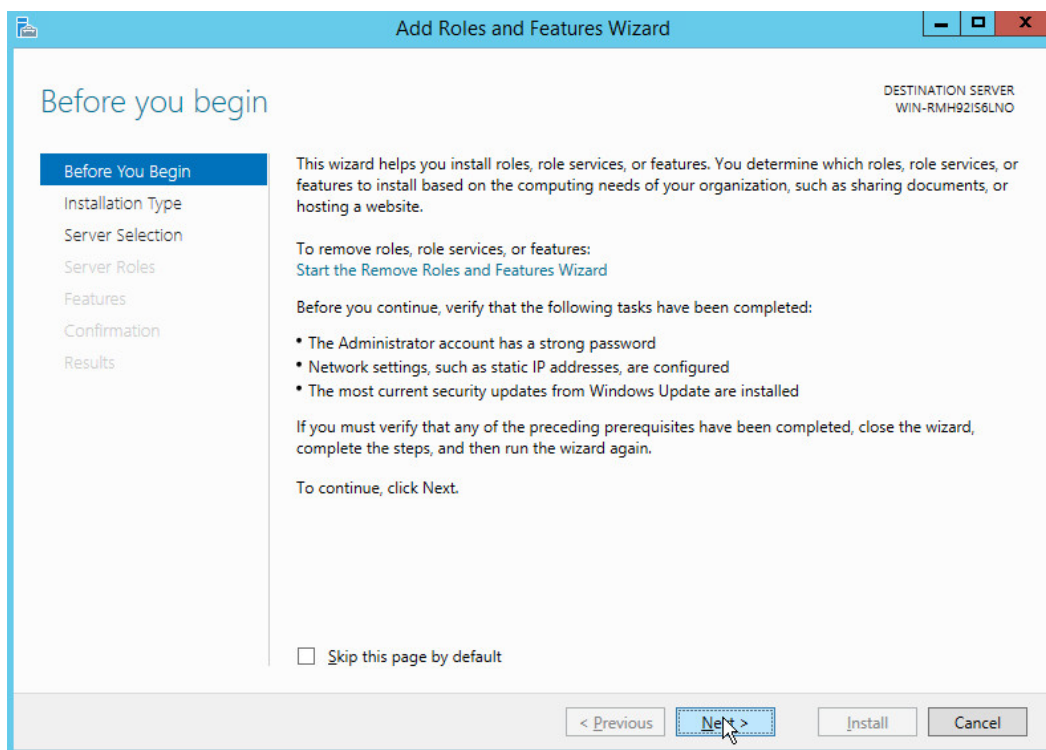 Add Roles and Features Wizard
Before you begin
DESTINATION SERVER
WIN-RMH92IS6LNO
Before You Begin
Installation Type
Server Selection
Server Roles
Features
Confirmation
Results
This wizard helps you install roles, role services, or features. You determine which roles, role services, or
features to install based on the computing needs of your organization, such as sharing documents, or
hosting a website.
To remove roles, role services, or features:
Start the Remove Roles and Features Wizard
Before you continue, verify that the following tasks have been completed:
• The Administrator account has a strong password
• Network settings, such as static IP addresses, are configured
• The most current security updates from Windows Update are installed
If you must verify that any of the preceding prerequisites have been completed, close the wizard,
complete the steps, and then run the wizard again.
To continue, click Next.
Skip this page by default
< Previous
Next >
Install
Cancel